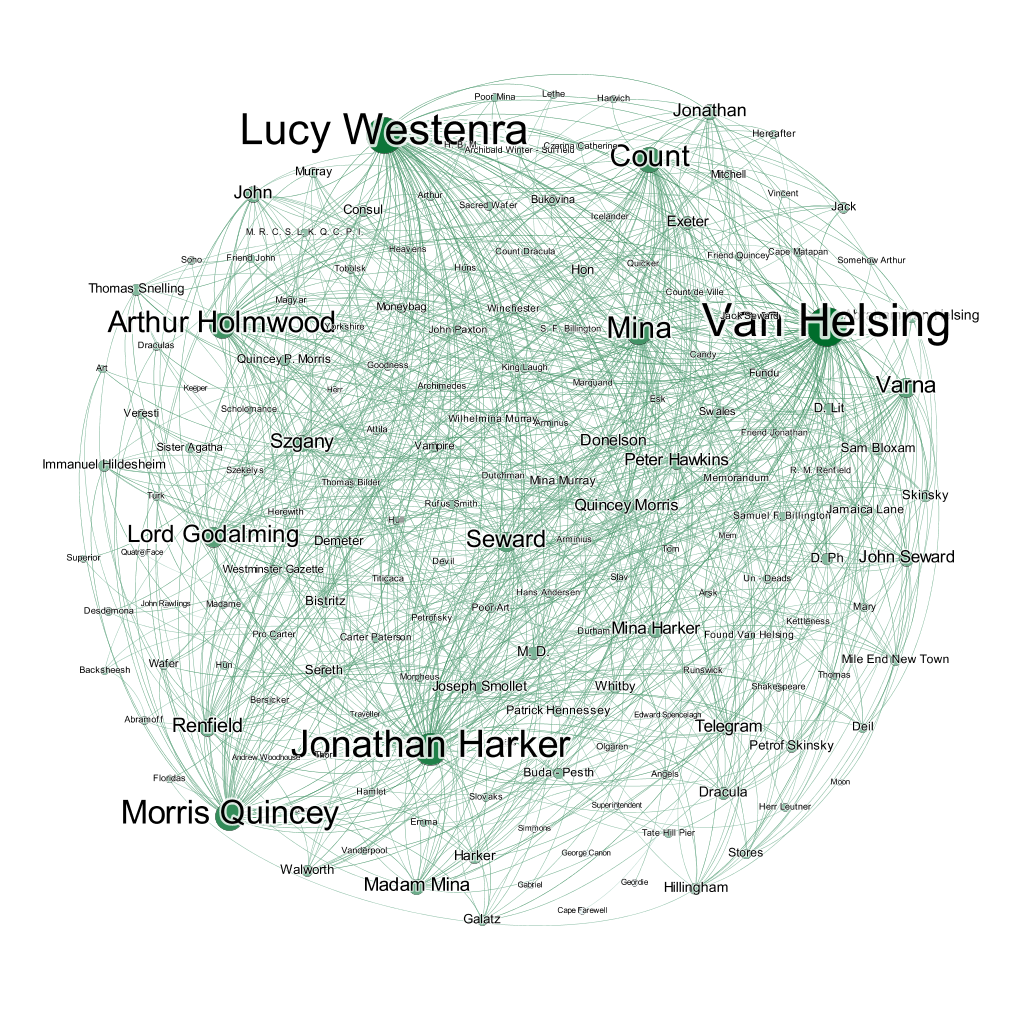 Poor Mina
Lethe
Harwich
Jonathan
Lucy Westenra
Hereafter
H. B. M.
Archibald Winter - Suffield
Czarina Catherine
Count
Murray
Mitchell
John
Arthur
Vincent
Consul
Sacred Wafer
Bukovina
Jack
Icelander
Exeter
M. R. C. S. L. K. Q. C. P. I.
Heavens
Count Dracula
Friend Quincey
Cape Matapan
Soho
Friend John
Tobolsk
Huns
Hon
Quicker
Somehow Arthur
Thomas Snelling
Magyar
Moneybag
Winchester
Count de Ville
Arthur Holmwood
Yorkshire
John Paxton
S. F. Billington
Mina
Van Helsing
Jack Seward
Draculas
Quincey P. Morris
Goodness
King Laugh
Candy
Art
Keeper
Herr
Archimedes
Marquand
Fundu
Varna
Scholomance
Esk
Veresti
Attila
Wilhelmina Murray
Arminus
Swales
D. Lit
Sister Agatha
Szgany
Vampire
Donelson
Friend Jonathan
Sam Bloxam
Immanuel Hildesheim
Szekelys
Peter Hawkins
R. M. Renfield
Thomas Bilder
Dutchman
Mina Murray
Memorandum
Turk
Rufus Smith
Quincey Morris
Skinsky
Herewith
Samuel F. Billington
Jamaica Lane
Lord Godalming
Demeter
Hull
Seward
Arminius
Mem
Superior
Quatre Face
Devil
Tom
D. Ph
John Seward
Westminster Gazette
Titicaca
Slav
Un - Deads
Desdemona
John Rawlings
Madame
Bistritz
Poor Art
Hans Andersen
Arsk
Mary
Petrofsky
Kettleness
Pro Carter
Carter Paterson
Durham
Mina Harker
Found Van Helsing
Backsheesh
Wafer
Hun
Sereth
M. D.
Mile End New Town
Morpheus
Runswick
Thomas
Bersicker
Joseph Smollet
Whitby
Shakespeare
Abramoff
Renfield
Traveller
Patrick Hennessey
Edward Spencelagh
Telegram
Deil
Jonathan Harker
Olgaren
Petrof Skinsky
Andrew Woodhouse
Thor
Floridas
Buda - Pesth
Angels
Moon
Hamlet
Slovaks
Dracula
Morris Quincey
Superintendent
Herr Leutner
Emma
Simmons
Tate Hill Pier
Vanderpool
Harker
George Canon
Stores
Walworth
Madam Mina
Gabriel
Geordie
Hillingham
Galatz
Cape Farewell